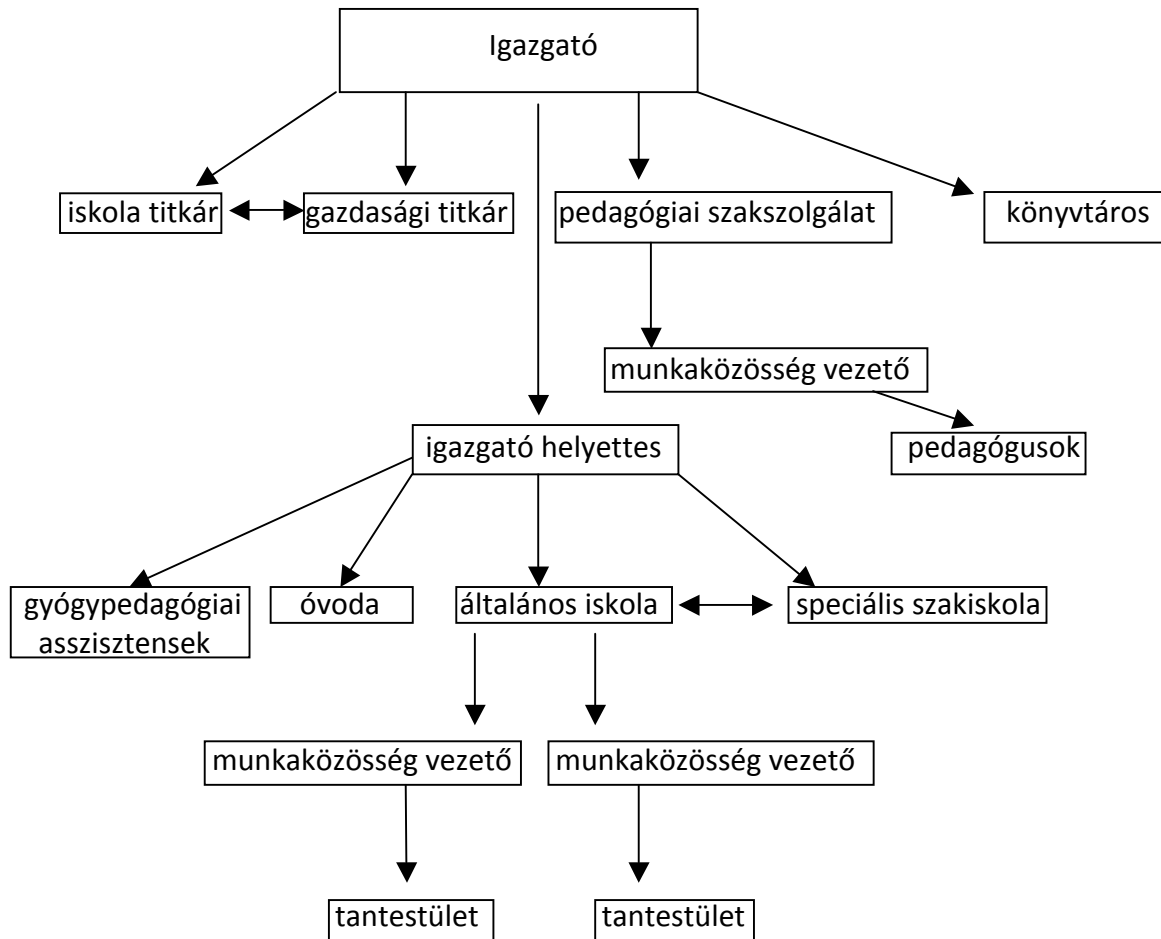 Igazgató
iskola titkár
gazdasági titkár
pedagógiai szakszolgálat
könyvtáros
munkaközösség vezető
pedagógusok
igazgató helyettes
gyógypedagógiai
asszisztensek
óvoda
általános iskola
speciális szakiskola
munkaközösség vezető
munkaközösség vezető
tantestület
tantestület